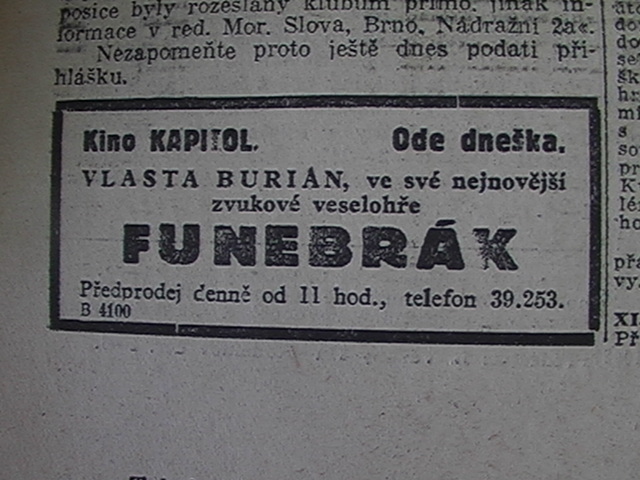 posice byly rozeslány klubům přímo. Jinak in-
formace v red. Mor. Slova, Brno, Nádražní 2a«.
Nezapomeňte proto ještě dnes podati při-
hlášku.
Kino KAPITOL. Ode dneška.
VLASTA BURIAN, ve své nejnovější
zvukové veselohře
FUNEBRÁK
Předprodej denně od 11 hod., telefon 39.253.
B 4100